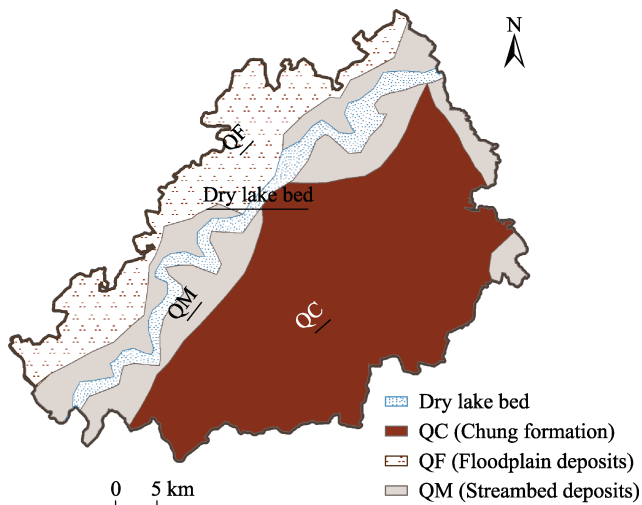 N
QF
Dry lake bed
QM
QC
Dry lake bed
QC (Chung formation)
QF (Floodplain deposits)
QM (Streambed deposits)
0 5 km